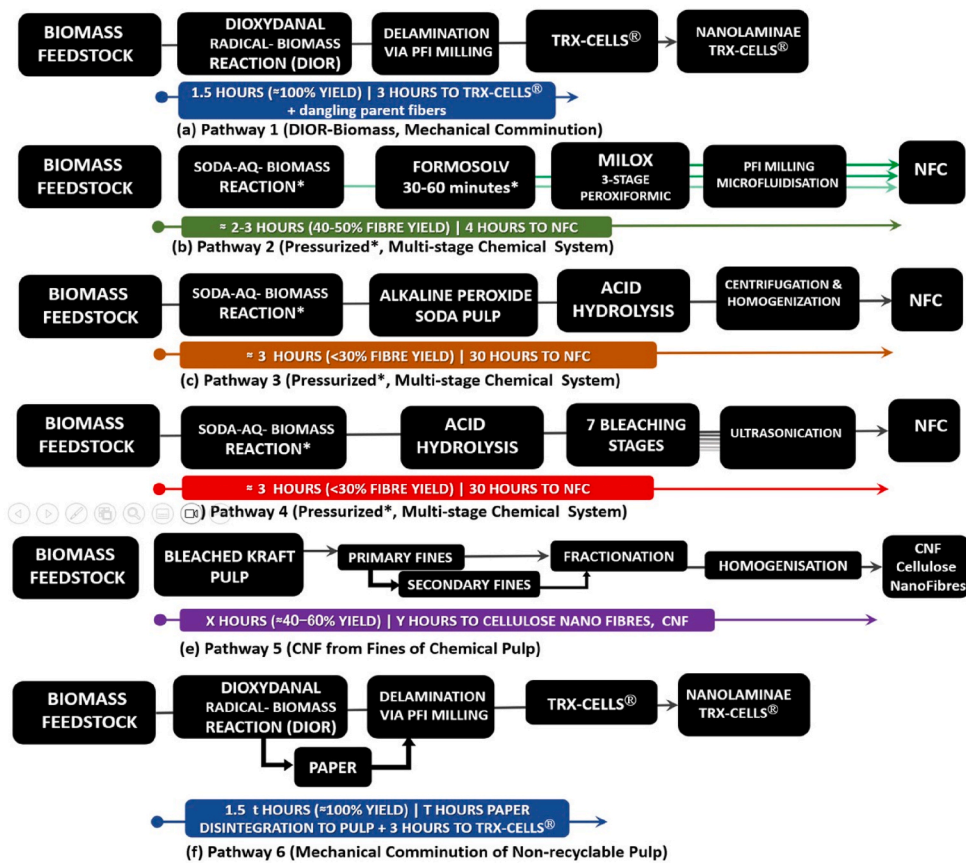 BIOMASS
FEEDSTOCK
DIOXYDANAL
RADICAL- BIOMASS
REACTION (DIOR)
DELAMINATION
VIA PFI MILLING
TRX-CELLS®
NANOLAMINAE
TRX-CELLS®
1.5 HOURS (≈100% YIELD) | 3 HOURS TO TRX-CELLS®
+ dangling parent fibers
(a) Pathway 1 (DIOR-Biomass, Mechanical Comminution)
BIOMASS
FEEDSTOCK
SODA-AQ- BIOMASS
REACTION*
FORMOSOLV
30-60 minutes*
MILOX
3-STAGE
PEROXIFORMIC
PFI MILLING
MICROFLUIDISATION
NFC
≈ 2-3 HOURS (40-50% FIBRE YIELD) | 4 HOURS TO NFC
(b) Pathway 2 (Pressurized*, Multi-stage Chemical System)
BIOMASS
FEEDSTOCK
SODA-AQ- BIOMASS
REACTION*
ALKALINE PEROXIDE
SODA PULP
ACID
HYDROLYSIS
CENTRIFUGATION &
HOMOGENIZATION
NFC
≈ 3 HOURS (<30% FIBRE YIELD) | 30 HOURS TO NFC
(c) Pathway 3 (Pressurized*, Multi-stage Chemical System)
BIOMASS
FEEDSTOCK
SODA-AQ- BIOMASS
REACTION*
ACID
HYDROLYSIS
7 BLEACHING
STAGES
ULTRASONICATION
NFC
≈ 3 HOURS (<30% FIBRE YIELD) | 30 HOURS TO NFC
) Pathway 4 (Pressurized*, Multi-stage Chemical System)
BIOMASS
FEEDSTOCK
BLEACHED KRAFT
PULP
PRIMARY FINES
SECONDARY FINES
FRACTIONATION
HOMOGENISATION
CNF
Cellulose
NanoFibres
X HOURS (≈40–60% YIELD) | Y HOURS TO CELLULOSE NANO FIBRES, CNF
(e) Pathway 5 (CNF from Fines of Chemical Pulp)
BIOMASS
FEEDSTOCK
DIOXYDANAL
RADICAL- BIOMASS
REACTION (DIOR)
PAPER
DELAMINATION
VIA PFI MILLING
TRX-CELLS®
NANOLAMINAE
TRX-CELLS®
1.5 t HOURS (≈100% YIELD) | T HOURS PAPER
DISINTEGRATION TO PULP + 3 HOURS TO TRX-CELLS®
(f) Pathway 6 (Mechanical Comminution of Non-recyclable Pulp)